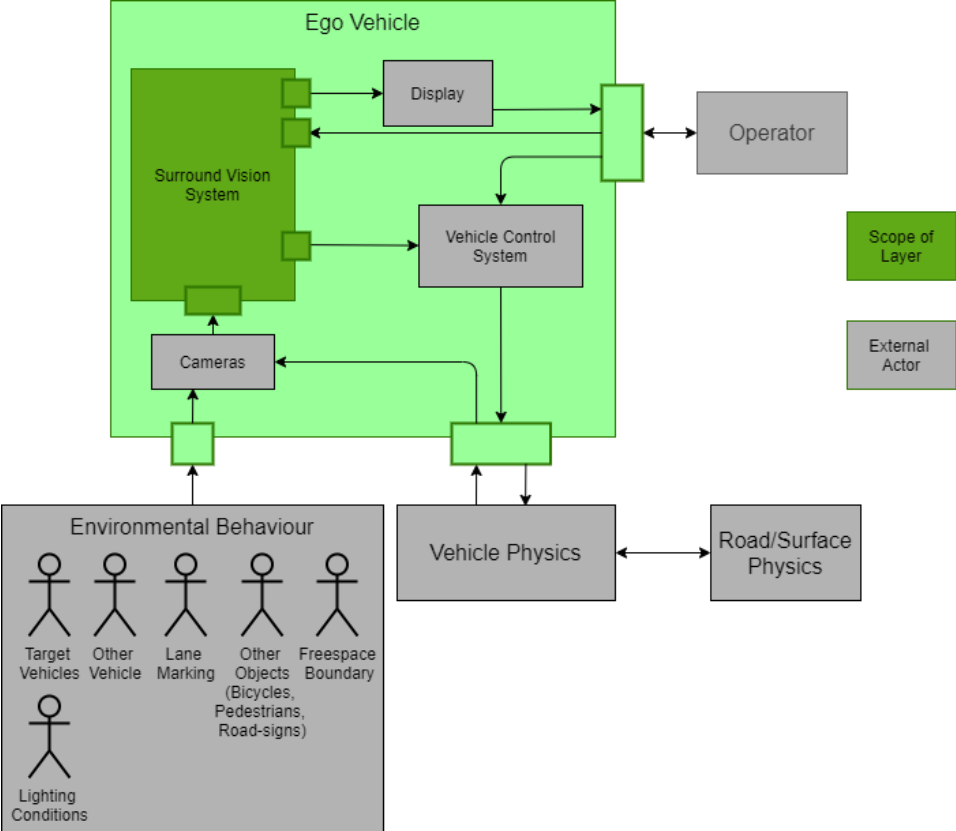 Ego Vehicle
Display
Operator
Surround Vision
System
Vehicle Control
System
Scope of
Layer
External
Actor
Cameras
Environmental Behaviour
Target
Vehicles
Other
Vehicle
Lane
Marking
Other
Objects
(Bicycles,
Pedestrians,
Road-signs)
Freespace
Boundary
Lighting
Conditions
Vehicle Physics
Road/Surface
Physics